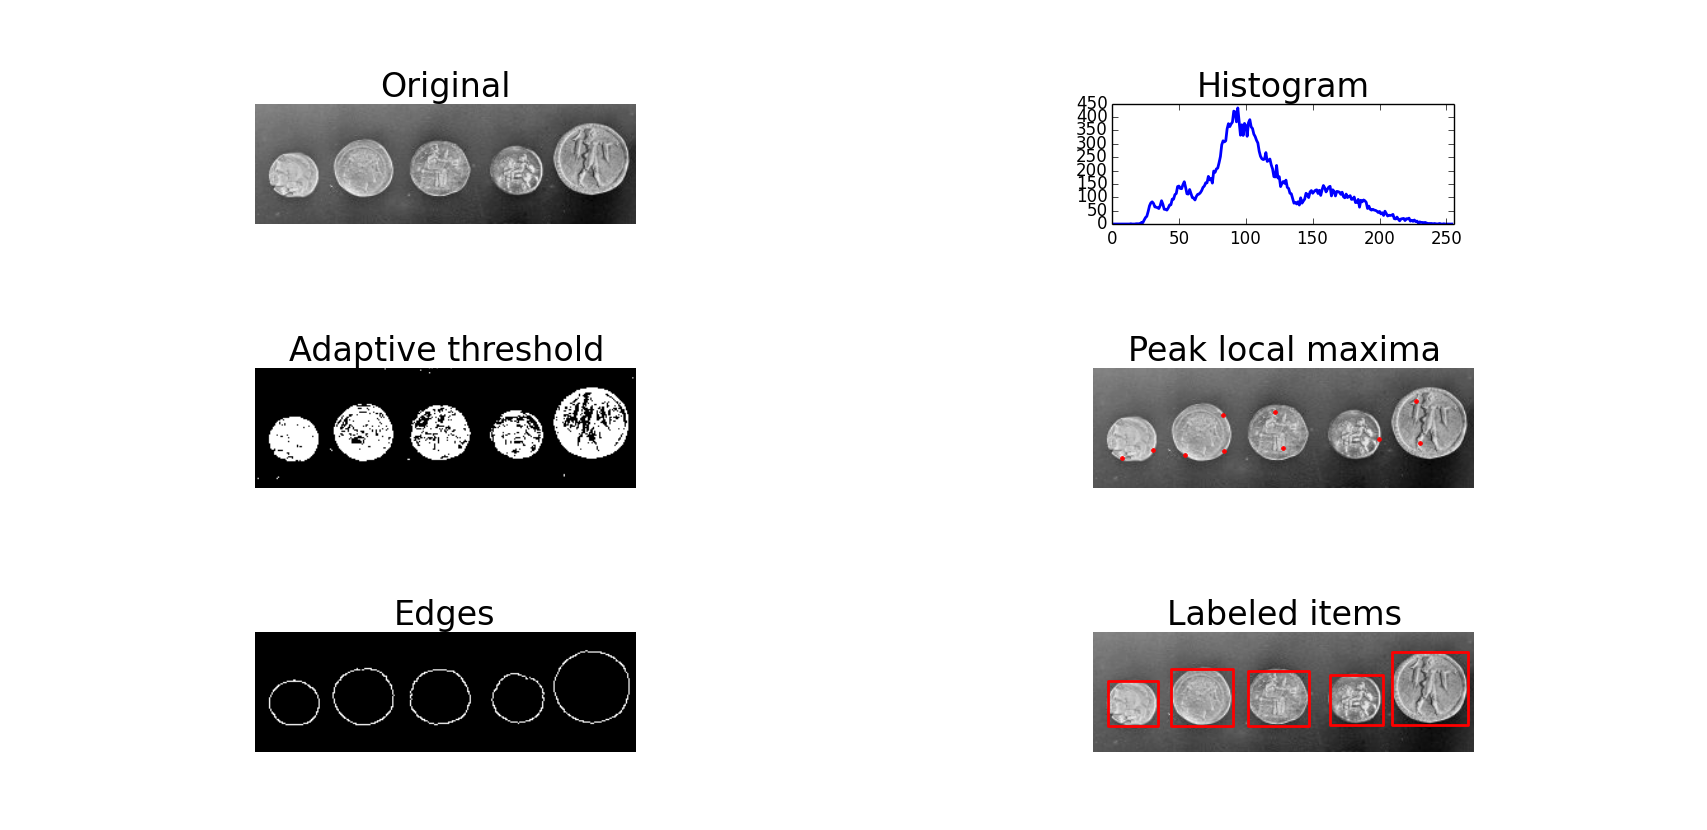 Original
Histogram
450
400
350
300
250
200
150
100
50
0
0 50 100 150 200 250
Adaptive threshold
Peak local maxima
Edges
Labeled items